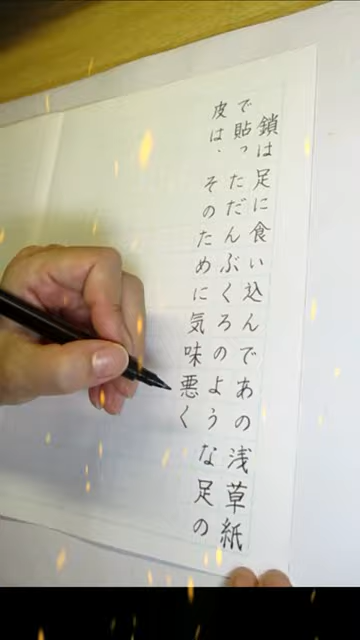 鎖は足に食い込んであの浅草紙
で貼っただんぶくろのような足の
皮は、そのために気味悪く